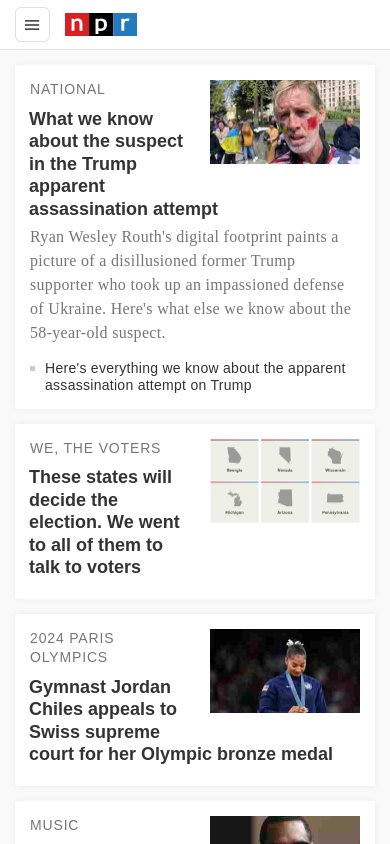 npr
NATIONAL
What we know
about the suspect
in the Trump
apparent
assassination attempt
Ryan Wesley Routh's digital footprint paints a
picture of a disillusioned former Trump
supporter who took up an impassioned defense
of Ukraine. Here's what else we know about the
58-year-old suspect.
Here's everything we know about the apparent
assassination attempt on Trump
WE, THE VOTERS
These states will
decide the
election. We went
to all of them to
talk to voters
Georgia Nevada Wisconsin
Michigan Arizona Pennsylvania
2024 PARIS
OLYMPICS
Gymnast Jordan
Chiles appeals to
Swiss supreme
court for her Olympic bronze medal
MUSIC